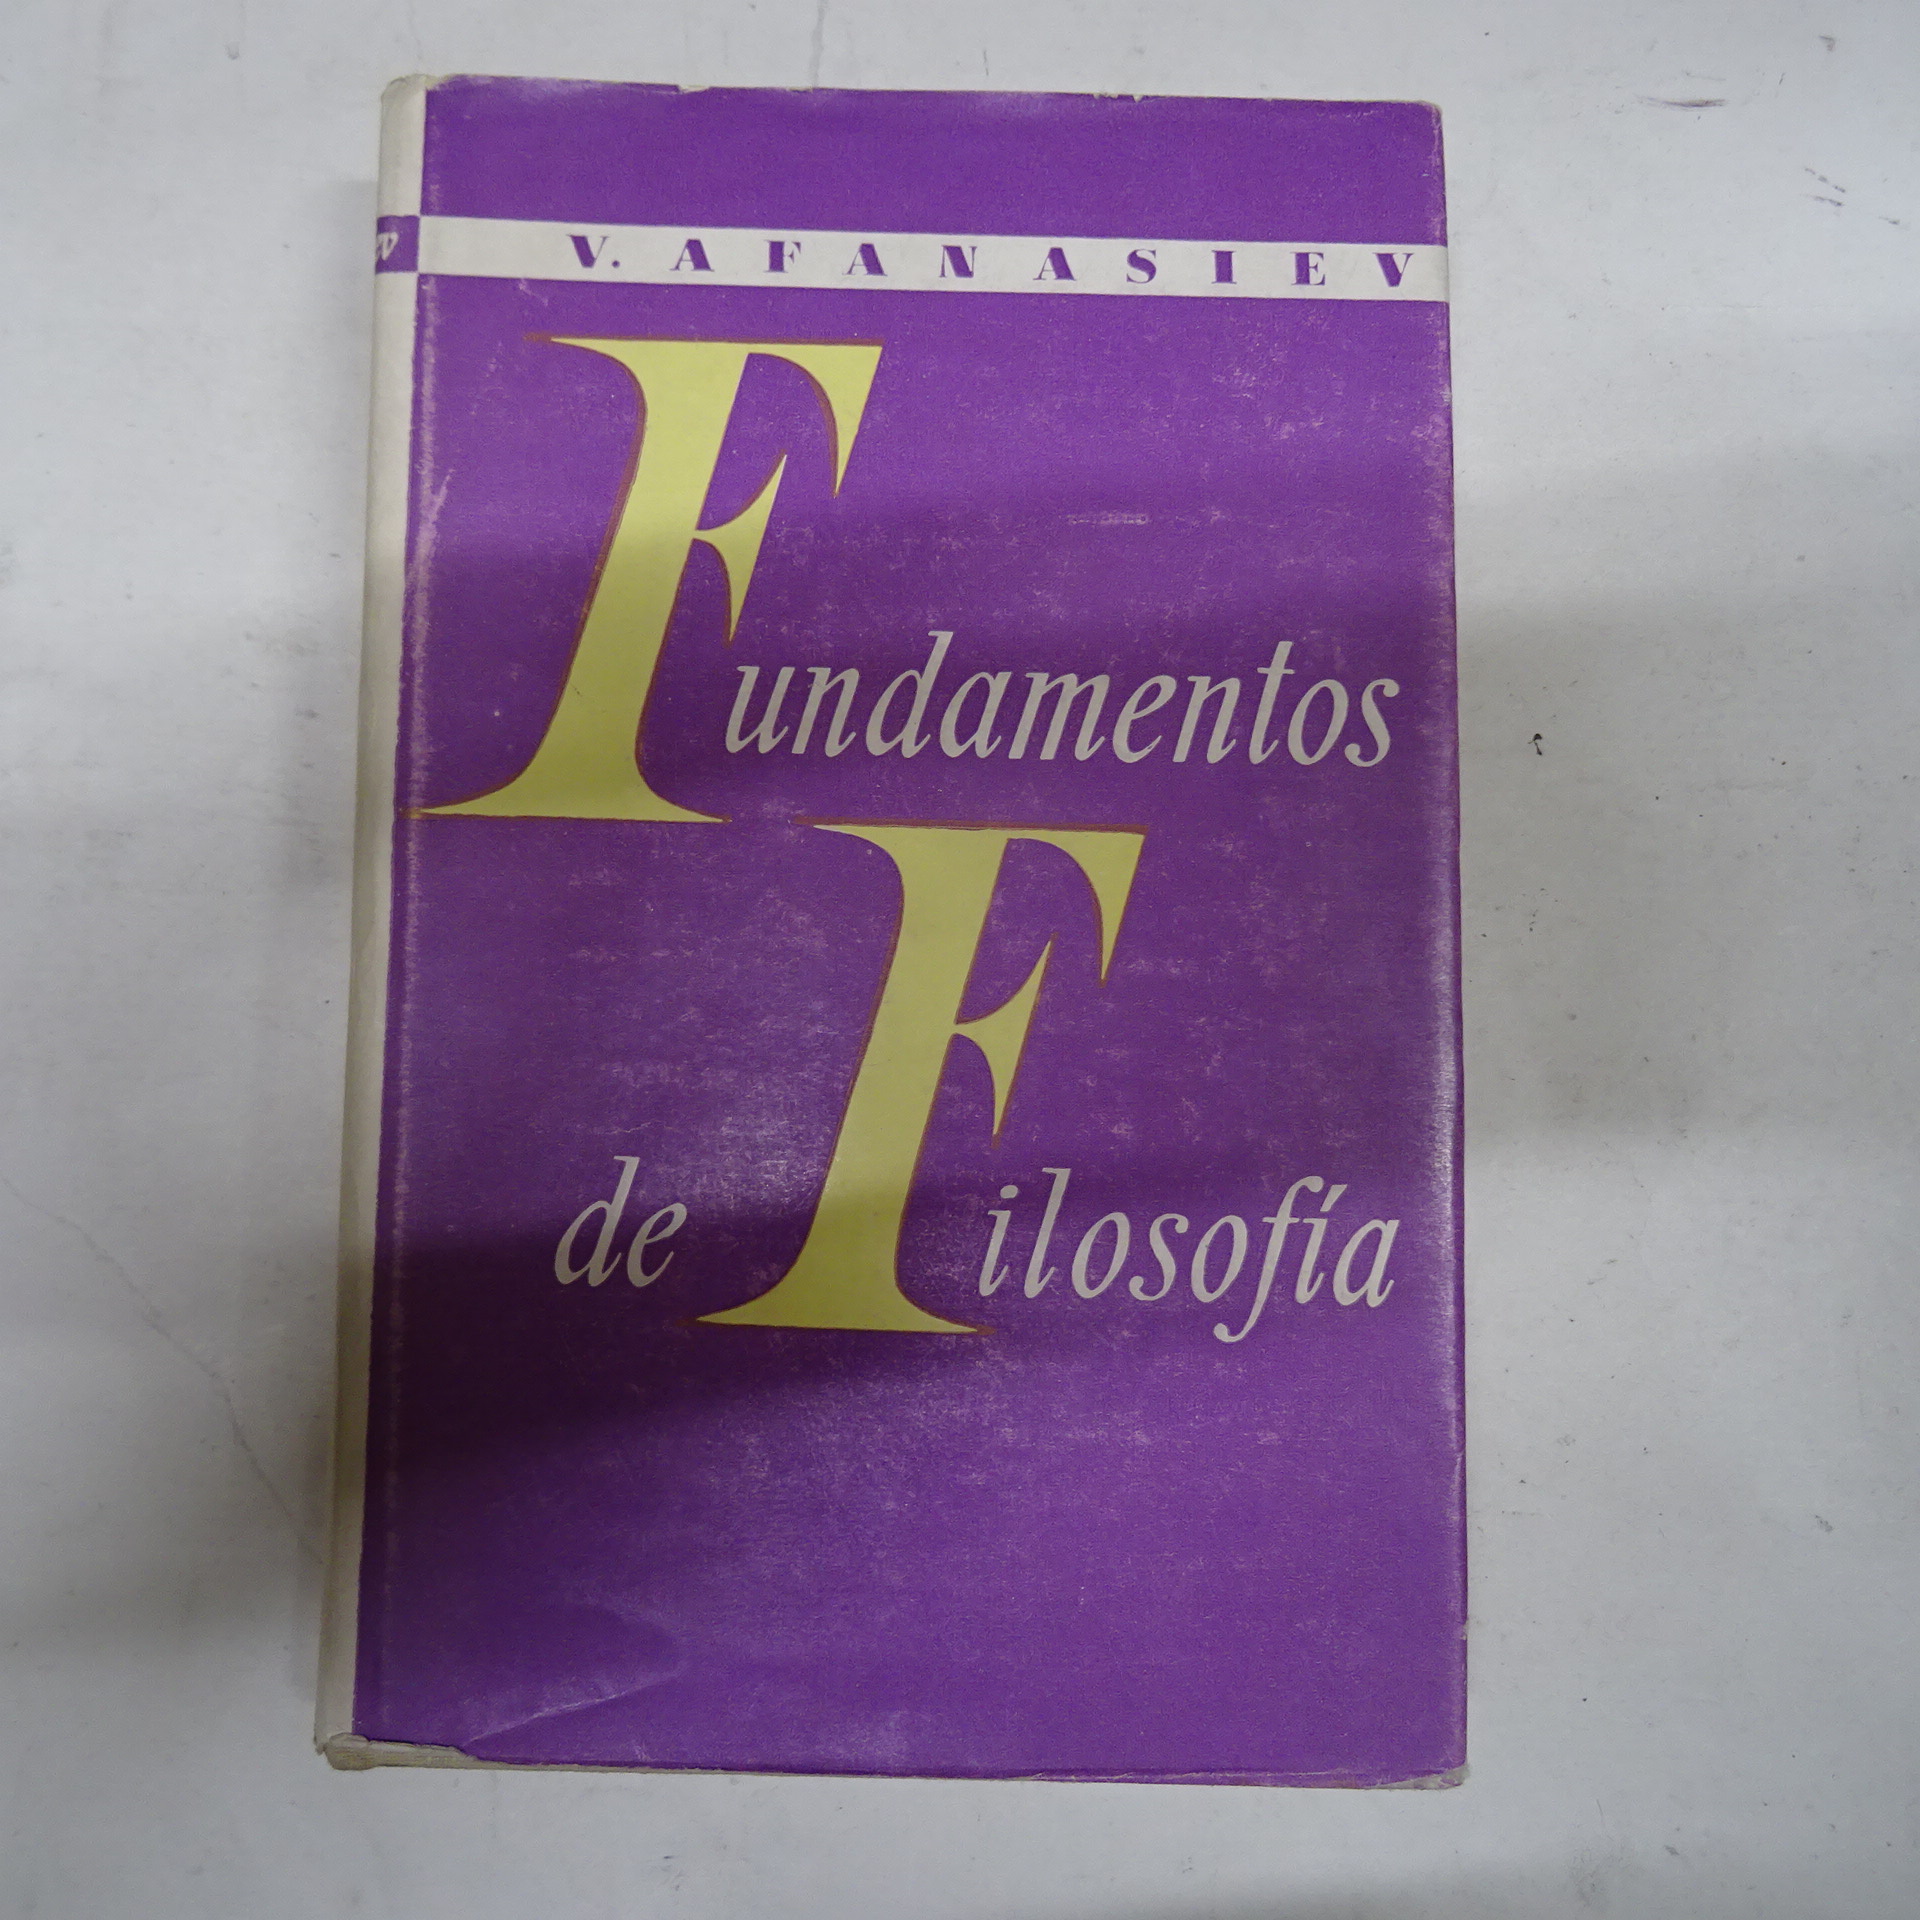 V. AFANASIEV
Fundamentos
de Filosofía